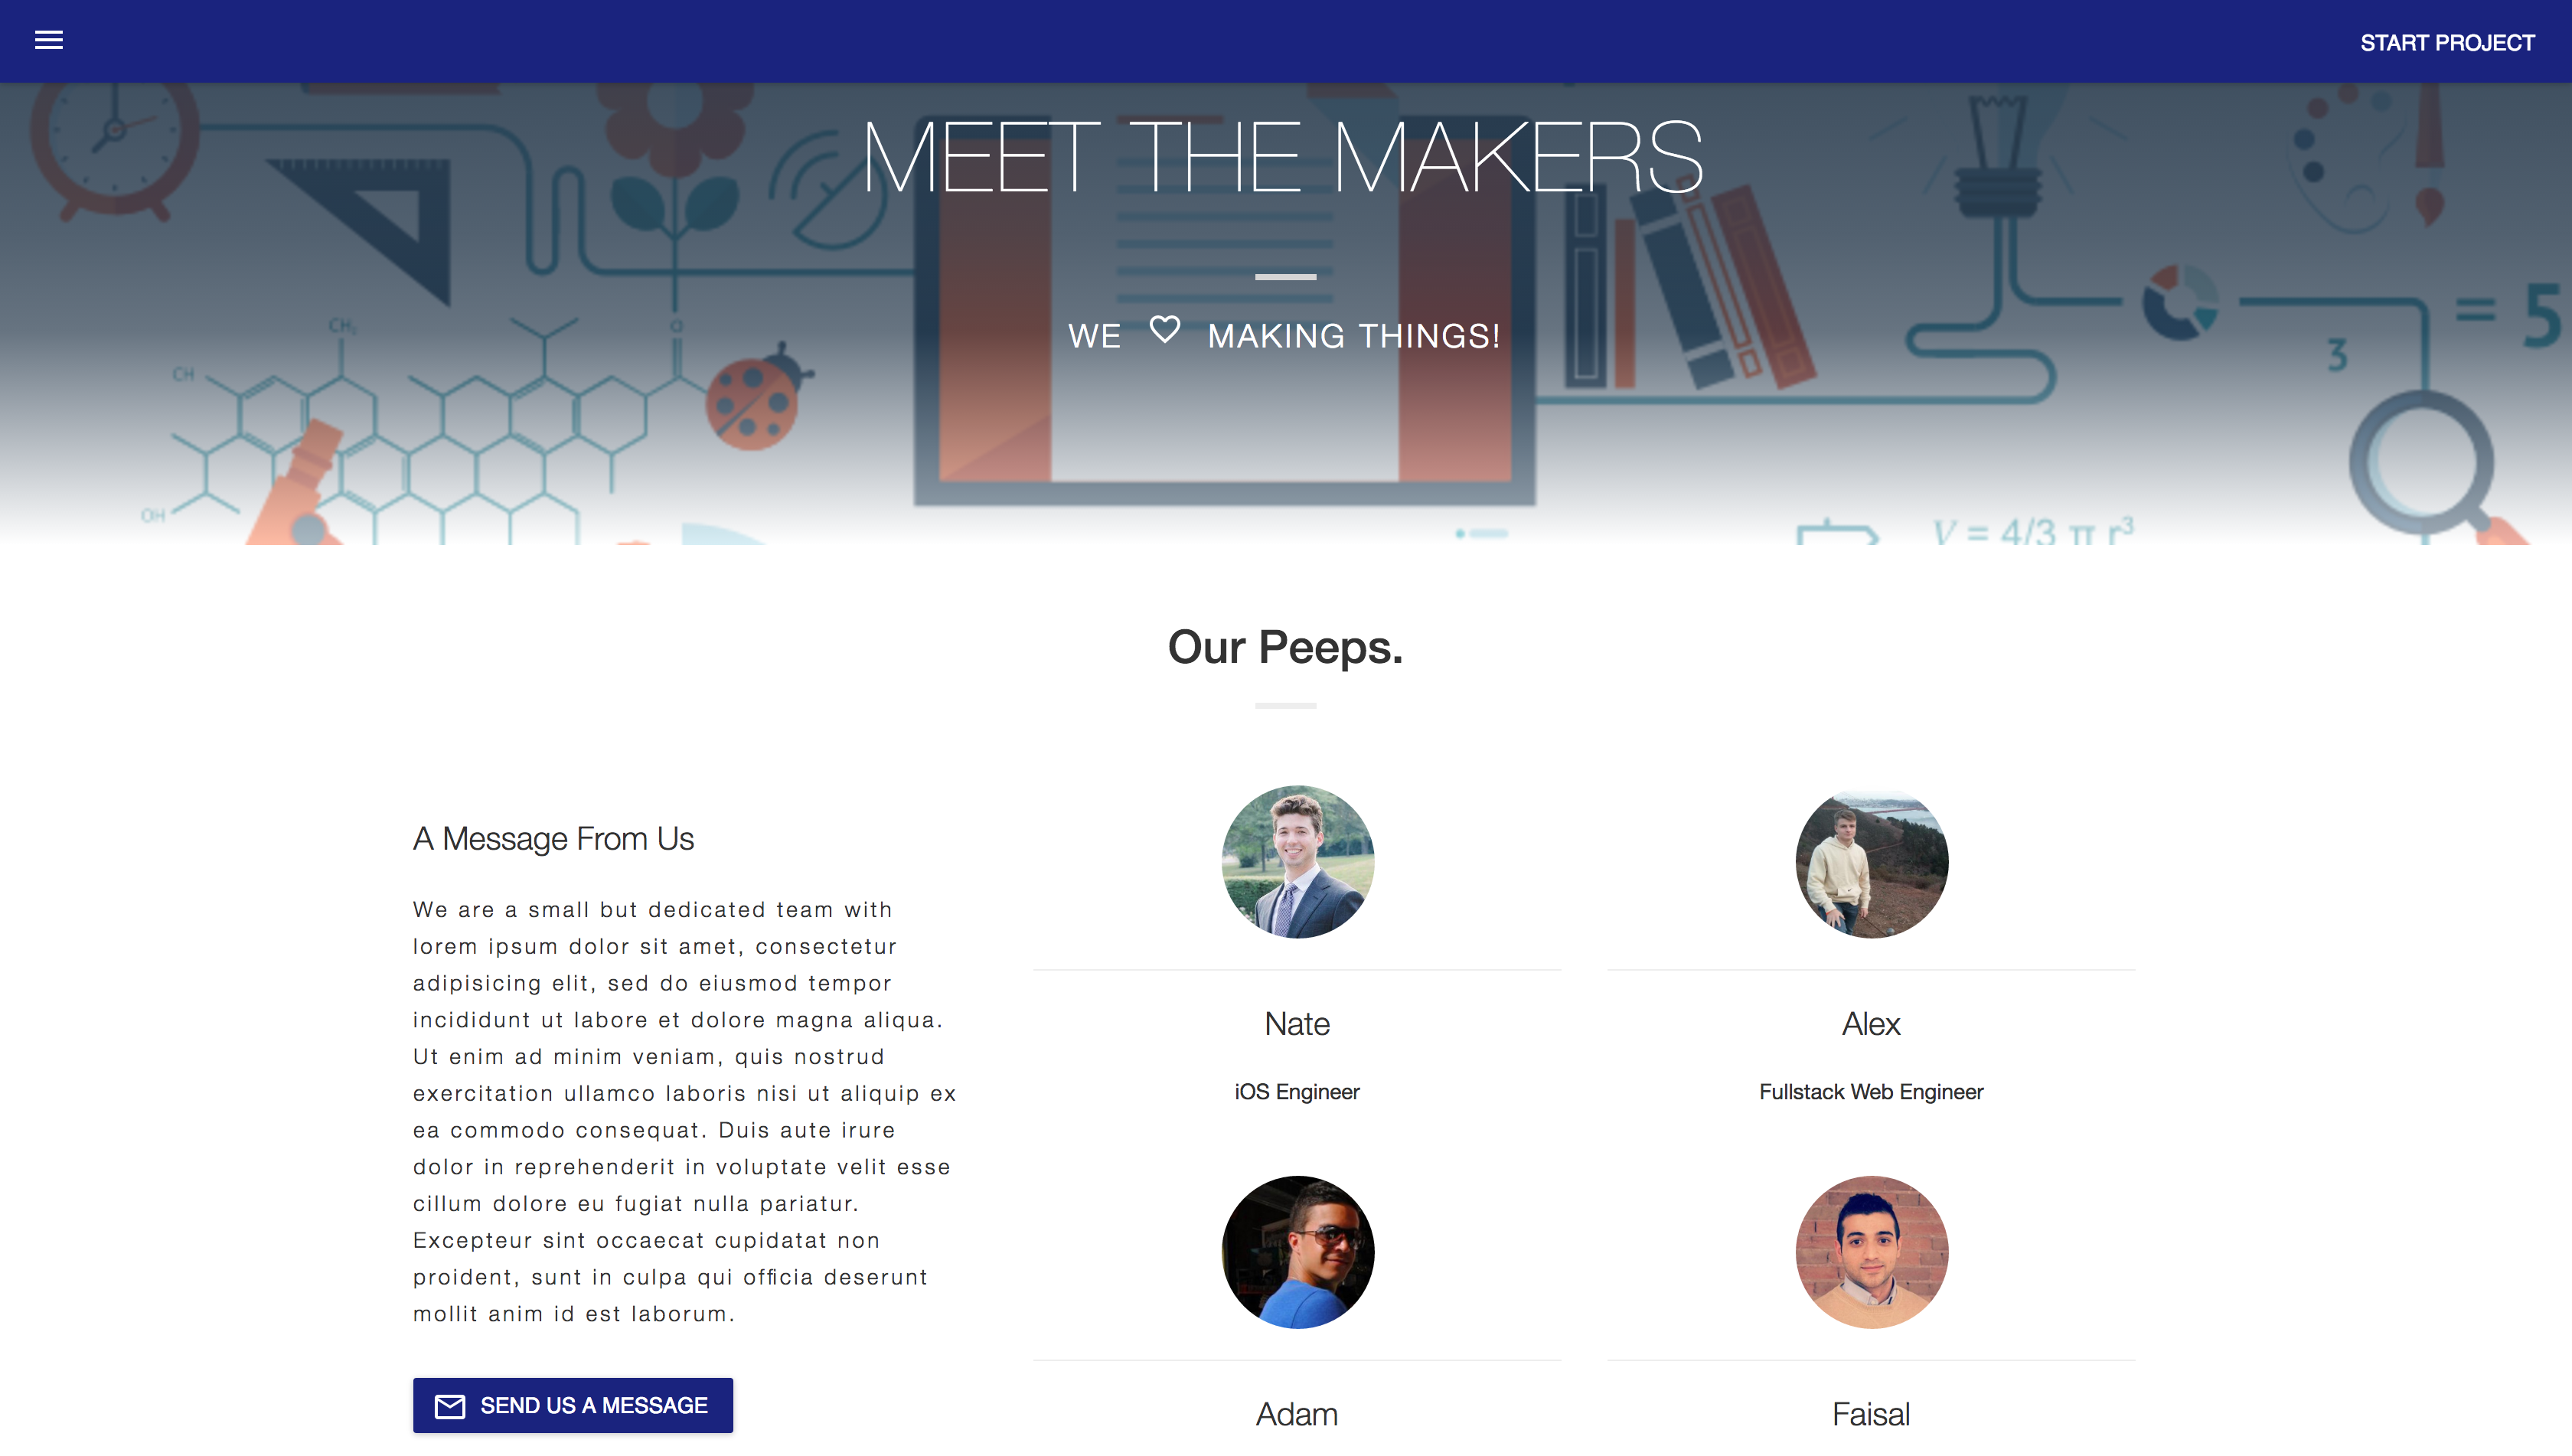 START PROJECT
MEET THE MAKERS
WE MAKING THINGS!
CH₂
O
CH
OH
= 5
3
V = 4/3 π r³
Our Peeps.
A Message From Us
We are a small but dedicated team with
lorem ipsum dolor sit amet, consectetur
adipisicing elit, sed do eiusmod tempor
incididunt ut labore et dolore magna aliqua.
Ut enim ad minim veniam, quis nostrud
exercitation ullamco laboris nisi ut aliquip ex
ea commodo consequat. Duis aute irure
dolor in reprehenderit in voluptate velit esse
cillum dolore eu fugiat nulla pariatur.
Excepteur sint occaecat cupidatat non
proident, sunt in culpa qui officia deserunt
mollit anim id est laborum.
SEND US A MESSAGE
Nate
iOS Engineer
Alex
Fullstack Web Engineer
Adam
Faisal